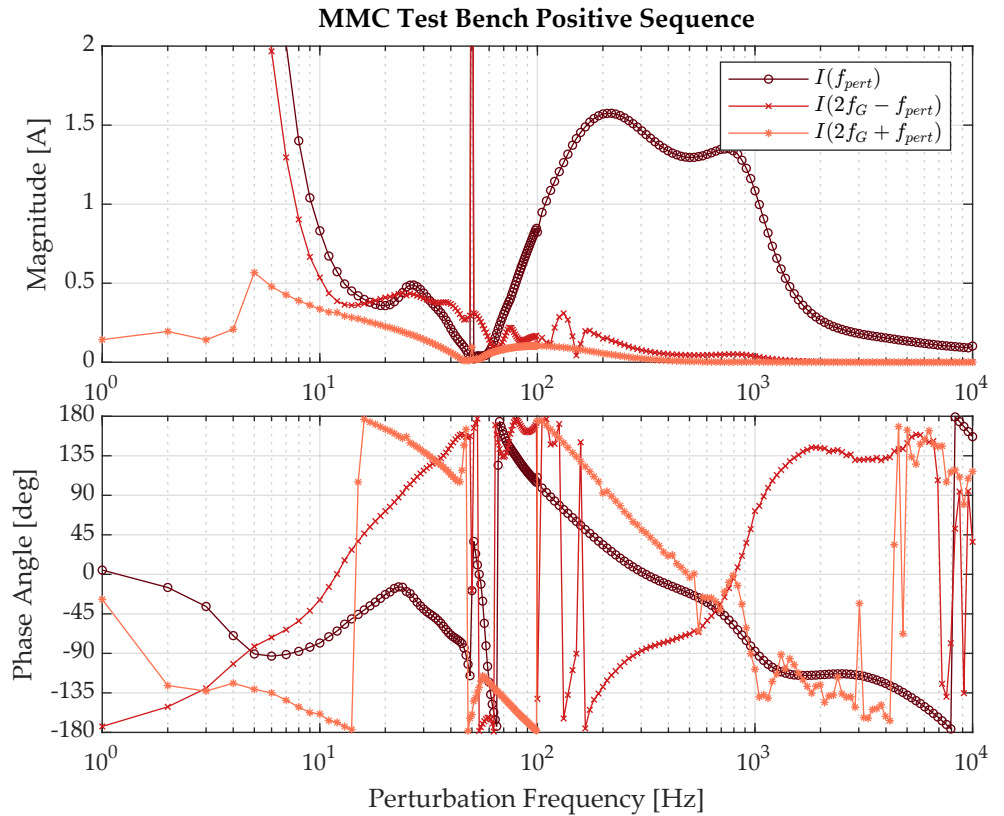 MMC Test Bench Positive Sequence
2
1.5
1
0.5
0
Magnitude [A]
I(f_pert)
I(2f_G − f_pert)
I(2f_G + f_pert)
10^0 10^1 10^2 10^3 10^4
180
135
90
45
0
-45
-90
-135
-180
Phase Angle [deg]
10^0 10^1 10^2 10^3 10^4
Perturbation Frequency [Hz]